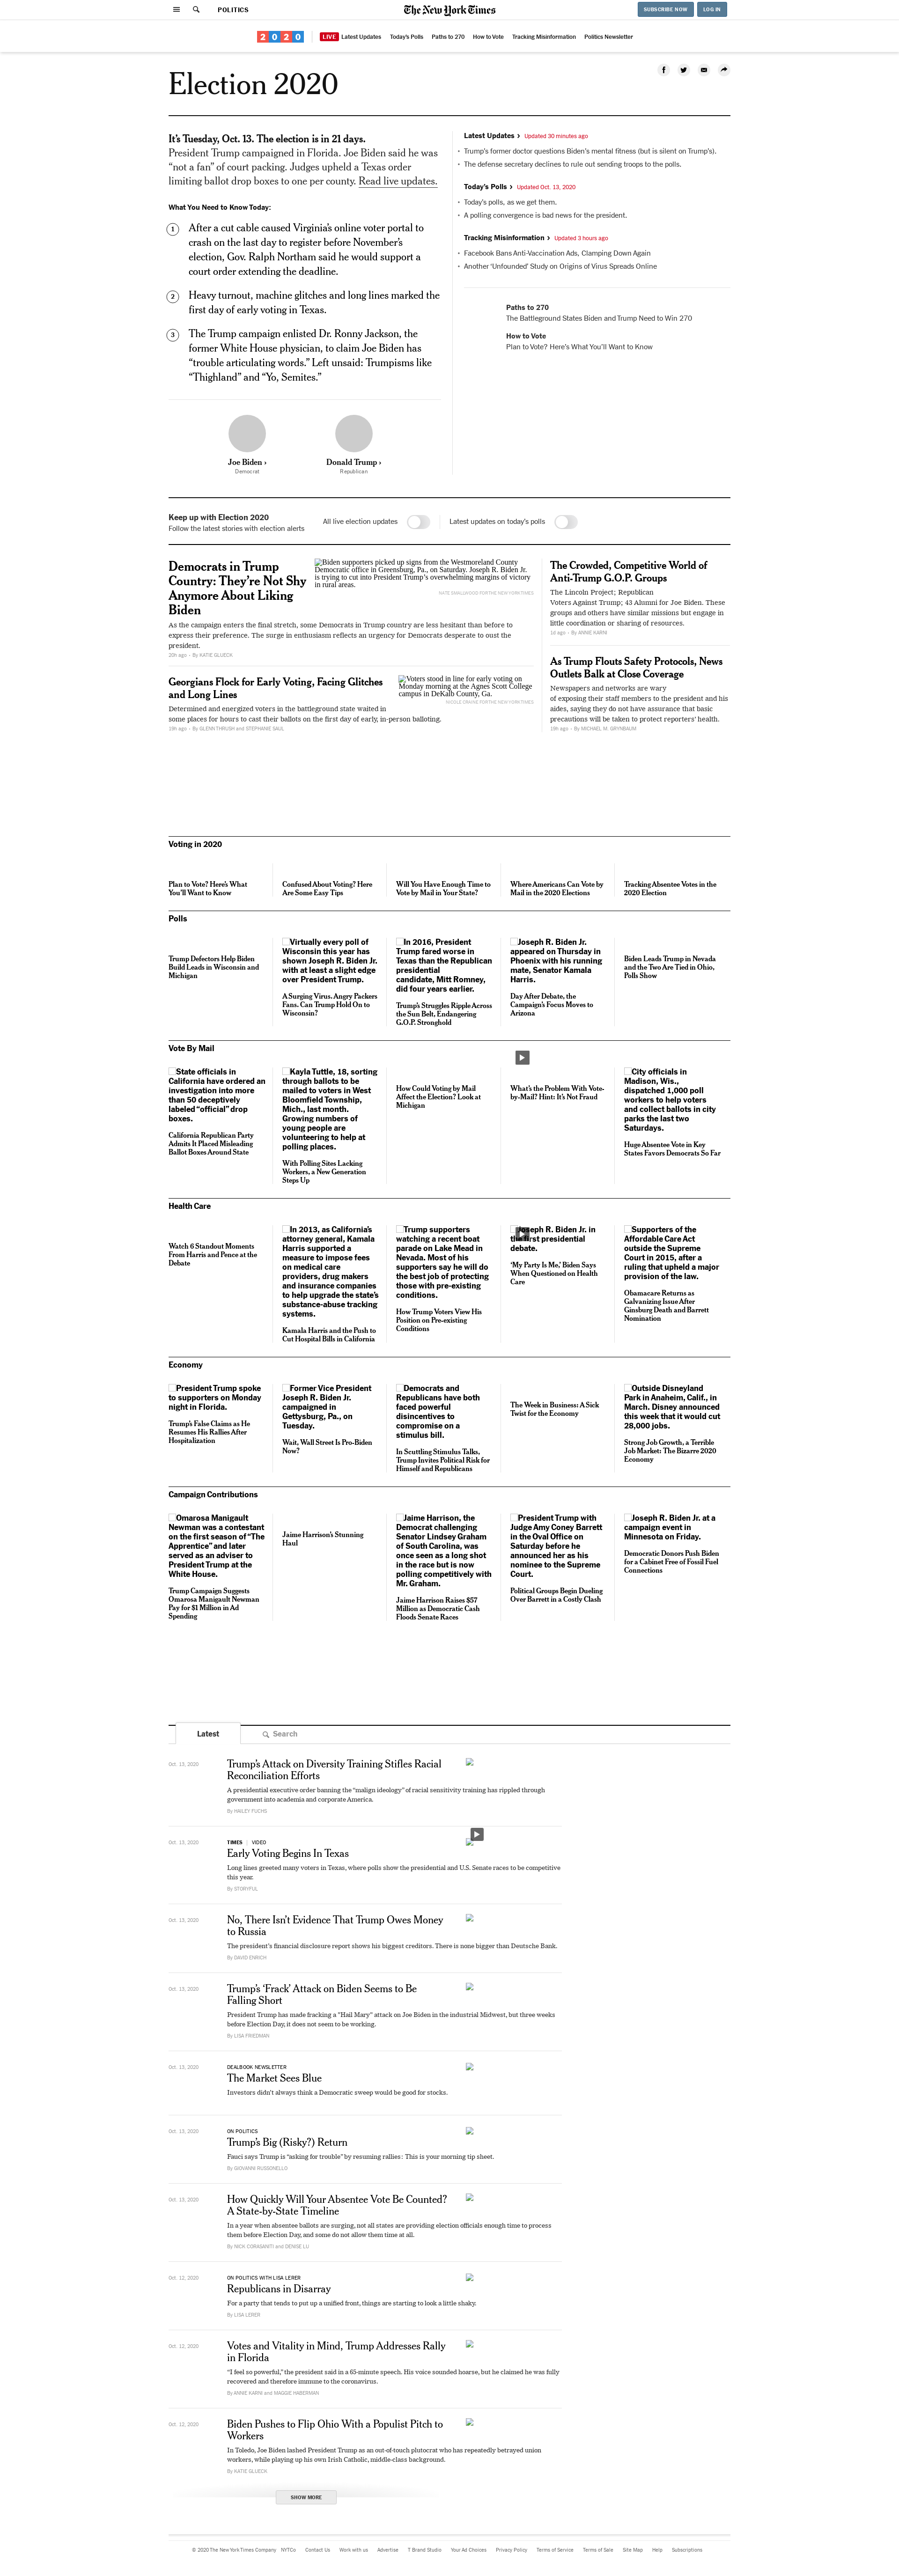 POLITICS
The New York Times
SUBSCRIBE NOW
LOG IN
2020
LIVE Latest Updates
Today's Polls
Paths to 270
How to Vote
Tracking Misinformation
Politics Newsletter
Election 2020
It's Tuesday, Oct. 13. The election is in 21 days.
President Trump campaigned in Florida. Joe Biden said he was
“not a fan” of court packing. Judges upheld a Texas order
limiting ballot drop boxes to one per county. Read live updates.
What You Need to Know Today:
1
After a cut cable caused Virginia's online voter portal to
crash on the last day to register before November's
election, Gov. Ralph Northam said he would support a
court order extending the deadline.
2
Heavy turnout, machine glitches and long lines marked the
first day of early voting in Texas.
3
The Trump campaign enlisted Dr. Ronny Jackson, the
former White House physician, to claim Joe Biden has
“trouble articulating words.” Left unsaid: Trumpisms like
“Thighland” and “Yo, Semites.”
Joe Biden ›
Democrat
Donald Trump ›
Republican
Latest Updates › Updated 30 minutes ago
• Trump's former doctor questions Biden's mental fitness (but is silent on Trump's).
• The defense secretary declines to rule out sending troops to the polls.
Today's Polls › Updated Oct. 13, 2020
• Today's polls, as we get them.
• A polling convergence is bad news for the president.
Tracking Misinformation › Updated 3 hours ago
• Facebook Bans Anti-Vaccination Ads, Clamping Down Again
• Another ‘Unfounded’ Study on Origins of Virus Spreads Online
Paths to 270
The Battleground States Biden and Trump Need to Win 270
How to Vote
Plan to Vote? Here's What You'll Want to Know
Keep up with Election 2020
Follow the latest stories with election alerts
All live election updates
Latest updates on today's polls
Democrats in Trump
Country: They're Not Shy
Anymore About Liking
Biden
Biden supporters picked up signs from the Westmoreland County
Democratic office in Greensburg, Pa., on Saturday. Joseph R. Biden Jr.
is trying to cut into President Trump's overwhelming margins of victory
in rural areas.
NATE SMALLWOOD FOR THE NEW YORK TIMES
As the campaign enters the final stretch, some Democrats in Trump country are less hesitant than before to
express their preference. The surge in enthusiasm reflects an urgency for Democrats desperate to oust the
president.
20h ago - By KATIE GLUECK
Georgians Flock for Early Voting, Facing Glitches
and Long Lines
Voters stood in line for early voting on
Monday morning at the Agnes Scott College
campus in DeKalb County, Ga.
NICOLE CRAINE FOR THE NEW YORK TIMES
Determined and energized voters in the battleground state waited in
some places for hours to cast their ballots on the first day of early, in-person balloting.
19h ago - By GLENN THRUSH and STEPHANIE SAUL
The Crowded, Competitive World of
Anti-Trump G.O.P. Groups
The Lincoln Project; Republican
Voters Against Trump; 43 Alumni for Joe Biden. These
groups and others have similar missions but engage in
little coordination or sharing of resources.
1d ago - By ANNIE KARNI
As Trump Flouts Safety Protocols, News
Outlets Balk at Close Coverage
Newspapers and networks are wary
of exposing staff members to the president and his
aides, saying they do not have assurance that basic
precautions will be taken to protect reporters' health.
19h ago - By MICHAEL M. GRYNBAUM
Voting in 2020
Plan to Vote? Here's What
You'll Want to Know
Confused About Voting? Here
Are Some Easy Tips
Will You Have Enough Time to
Vote by Mail in Your State?
Where Americans Can Vote by
Mail in the 2020 Elections
Tracking Absentee Votes in the
2020 Election
Polls
Trump Defectors Help Biden
Build Leads in Wisconsin and
Michigan
Virtually every poll of
Wisconsin this year has
shown Joseph R. Biden Jr.
with at least a slight edge
over President Trump.
A Surging Virus. Angry Packers
Fans. Can Trump Hold On to
Wisconsin?
In 2016, President
Trump fared worse in
Texas than the Republican
presidential
candidate, Mitt Romney,
did four years earlier.
Trump's Struggles Ripple Across
the Sun Belt, Endangering
G.O.P. Stronghold
Joseph R. Biden Jr.
appeared on Thursday in
Phoenix with his running
mate, Senator Kamala
Harris.
Day After Debate, the
Campaign's Focus Moves to
Arizona
Biden Leads Trump in Nevada
and the Two Are Tied in Ohio,
Polls Show
Vote By Mail
State officials in
California have ordered an
investigation into more
than 50 deceptively
labeled “official” drop
boxes.
California Republican Party
Admits It Placed Misleading
Ballot Boxes Around State
Kayla Tuttle, 18, sorting
through ballots to be
mailed to voters in West
Bloomfield Township,
Mich., last month.
Growing numbers of
young people are
volunteering to help at
polling places.
With Polling Sites Lacking
Workers, a New Generation
Steps Up
How Could Voting by Mail
Affect the Election? Look at
Michigan
What's the Problem With Vote-
by-Mail? Hint: It's Not Fraud
City officials in
Madison, Wis.,
dispatched 1,000 poll
workers to help voters
and collect ballots in city
parks the last two
Saturdays.
Huge Absentee Vote in Key
States Favors Democrats So Far
Health Care
Watch 6 Standout Moments
From Harris and Pence at the
Debate
In 2013, as California's
attorney general, Kamala
Harris supported a
measure to impose fees
on medical care
providers, drug makers
and insurance companies
to help upgrade the state's
substance-abuse tracking
systems.
Kamala Harris and the Push to
Cut Hospital Bills in California
Trump supporters
watching a recent boat
parade on Lake Mead in
Nevada. Most of his
supporters say he will do
the best job of protecting
those with pre-existing
conditions.
How Trump Voters View His
Position on Pre-existing
Conditions
Joseph R. Biden Jr. in
the first presidential
debate.
‘My Party Is Me,’ Biden Says
When Questioned on Health
Care
Supporters of the
Affordable Care Act
outside the Supreme
Court in 2015, after a
ruling that upheld a major
provision of the law.
Obamacare Returns as
Galvanizing Issue After
Ginsburg Death and Barrett
Nomination
Economy
President Trump spoke
to supporters on Monday
night in Florida.
Trump's False Claims as He
Resumes His Rallies After
Hospitalization
Former Vice President
Joseph R. Biden Jr.
campaigned in
Gettysburg, Pa., on
Tuesday.
Wait, Wall Street Is Pro-Biden
Now?
Democrats and
Republicans have both
faced powerful
disincentives to
compromise on a
stimulus bill.
In Scuttling Stimulus Talks,
Trump Invites Political Risk for
Himself and Republicans
The Week in Business: A Sick
Twist for the Economy
Outside Disneyland
Park in Anaheim, Calif., in
March. Disney announced
this week that it would cut
28,000 jobs.
Strong Job Growth, a Terrible
Job Market: The Bizarre 2020
Economy
Campaign Contributions
Omarosa Manigault
Newman was a contestant
on the first season of “The
Apprentice” and later
served as an adviser to
President Trump at the
White House.
Trump Campaign Suggests
Omarosa Manigault Newman
Pay for $1 Million in Ad
Spending
Jaime Harrison's Stunning
Haul
Jaime Harrison, the
Democrat challenging
Senator Lindsey Graham
of South Carolina, was
once seen as a long shot
in the race but is now
polling competitively with
Mr. Graham.
Jaime Harrison Raises $57
Million as Democratic Cash
Floods Senate Races
President Trump with
Judge Amy Coney Barrett
in the Oval Office on
Saturday before he
announced her as his
nominee to the Supreme
Court.
Political Groups Begin Dueling
Over Barrett in a Costly Clash
Joseph R. Biden Jr. at a
campaign event in
Minnesota on Friday.
Democratic Donors Push Biden
for a Cabinet Free of Fossil Fuel
Connections
Latest
Search
Oct. 13, 2020
Trump's Attack on Diversity Training Stifles Racial
Reconciliation Efforts
A presidential executive order banning the “malign ideology” of racial sensitivity training has rippled through
government into academia and corporate America.
By HAILEY FUCHS
Oct. 13, 2020
TIMES | VIDEO
Early Voting Begins In Texas
Long lines greeted many voters in Texas, where polls show the presidential and U.S. Senate races to be competitive
this year.
By STORYFUL
Oct. 13, 2020
No, There Isn't Evidence That Trump Owes Money
to Russia
The president's financial disclosure report shows his biggest creditors. There is none bigger than Deutsche Bank.
By DAVID ENRICH
Oct. 13, 2020
Trump's ‘Frack’ Attack on Biden Seems to Be
Falling Short
President Trump has made fracking a “Hail Mary” attack on Joe Biden in the industrial Midwest, but three weeks
before Election Day, it does not seem to be working.
By LISA FRIEDMAN
Oct. 13, 2020
DEALBOOK NEWSLETTER
The Market Sees Blue
Investors didn't always think a Democratic sweep would be good for stocks.
Oct. 13, 2020
ON POLITICS
Trump's Big (Risky?) Return
Fauci says Trump is “asking for trouble” by resuming rallies: This is your morning tip sheet.
By GIOVANNI RUSSONELLO
Oct. 13, 2020
How Quickly Will Your Absentee Vote Be Counted?
A State-by-State Timeline
In a year when absentee ballots are surging, not all states are providing election officials enough time to process
them before Election Day, and some do not allow them time at all.
By NICK CORASANITI and DENISE LU
Oct. 12, 2020
ON POLITICS WITH LISA LERER
Republicans in Disarray
For a party that tends to put up a unified front, things are starting to look a little shaky.
By LISA LERER
Oct. 12, 2020
Votes and Vitality in Mind, Trump Addresses Rally
in Florida
“I feel so powerful,” the president said in a 65-minute speech. His voice sounded hoarse, but he claimed he was fully
recovered and therefore immune to the coronavirus.
By ANNIE KARNI and MAGGIE HABERMAN
Oct. 12, 2020
Biden Pushes to Flip Ohio With a Populist Pitch to
Workers
In Toledo, Joe Biden lashed President Trump as an out-of-touch plutocrat who has repeatedly betrayed union
workers, while playing up his own Irish Catholic, middle-class background.
By KATIE GLUECK
SHOW MORE
© 2020 The New York Times Company
NYTCo
Contact Us
Work with us
Advertise
T Brand Studio
Your Ad Choices
Privacy Policy
Terms of Service
Terms of Sale
Site Map
Help
Subscriptions